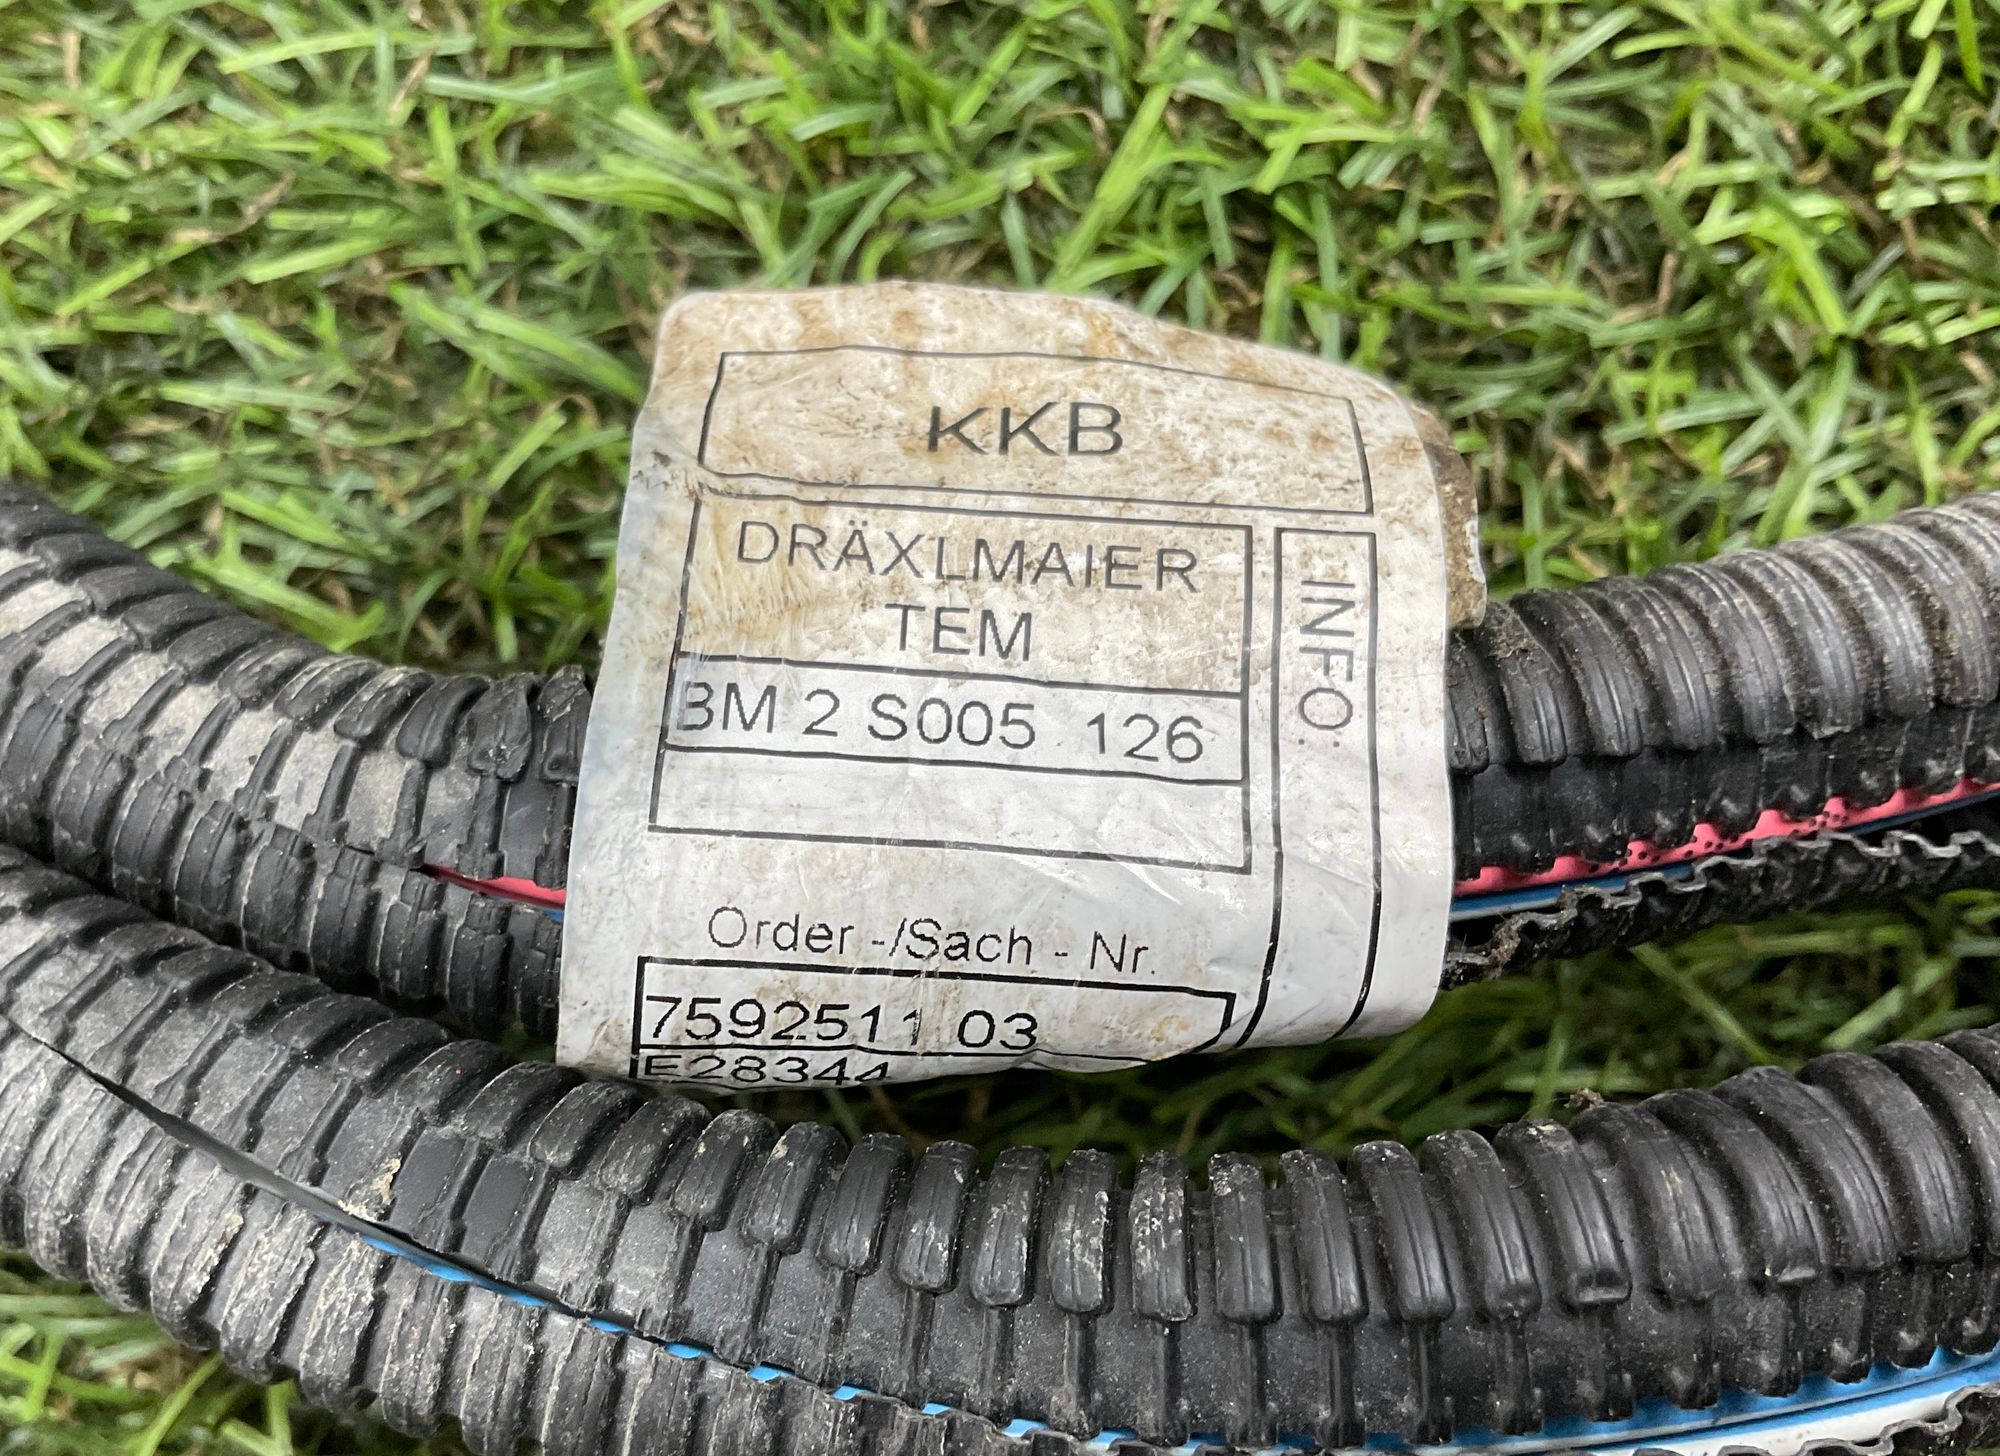 KKB
DRÄXLMAIER
TEM
BM 2 S005 126
INFO:
Order -/Sach - Nr.
7592511 03
E28344